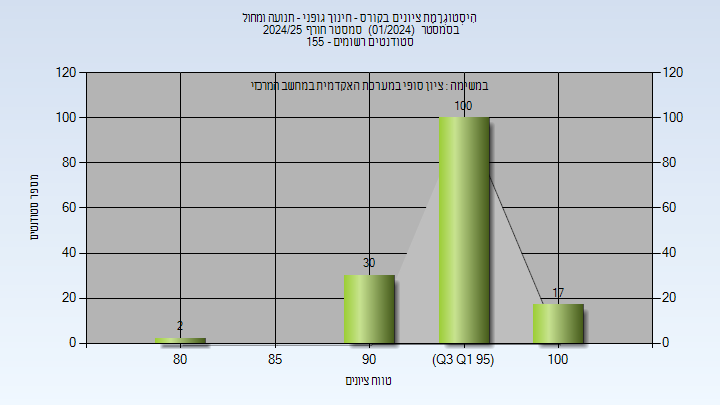 היסטוגרמת ציונים בקורס - חינוך גופני - תנועה ומחול
בסמסטר (01/2024) סמסטר חורף 2024/25
סטודנטים רשומים - 155
במשימה : ציון סופי במערכת האקדמית במחשב המרכזי
120 120
100 100
80 80
60 60
40 40
20 20
0 0
2
30
100
17
80 85 90 (Q3 Q1 95) 100
מספר סטודנטים
טווח ציונים